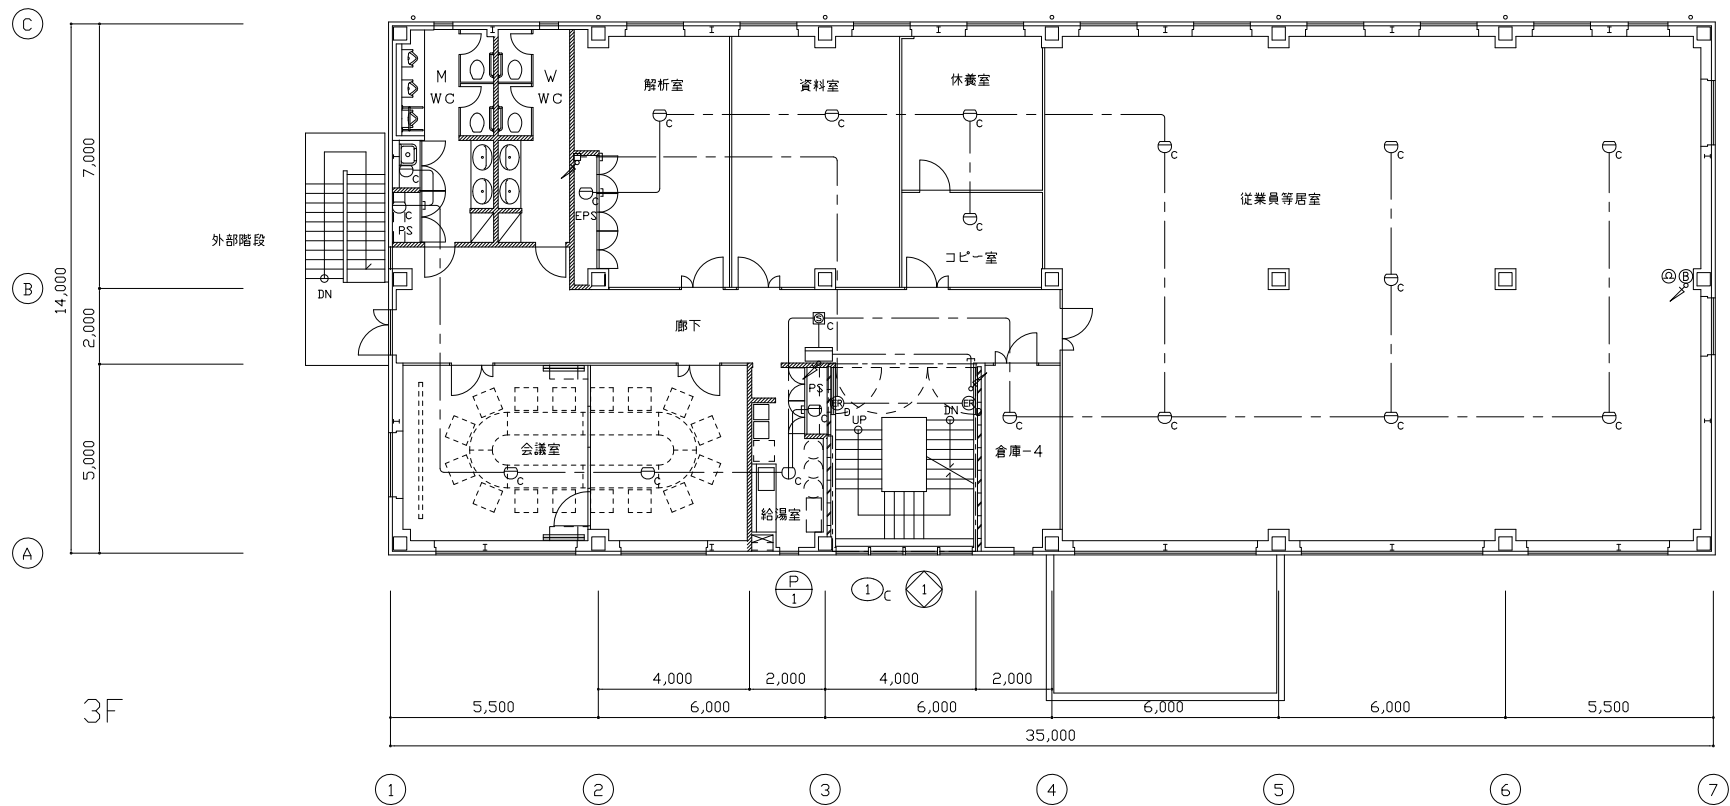 C
M
WC
W
WC
解析室
資料室
休養室
C
C
C
C
C
C
7,000
C
C
C
PS
EPS
従業員等居室
C
外部階段
コピー室
14,000
B
DN
Ω
B
C
2,000
廊下
S
C
PS
ER
ER
C
D
UP
DN
C
C
C
C
5,000
会議室
倉庫-4
C
C
C
給湯室
A
P
1
1
C
1
4,000
2,000
4,000
2,000
3F
5,500
6,000
6,000
6,000
6,000
5,500
35,000
1
2
3
4
5
6
7